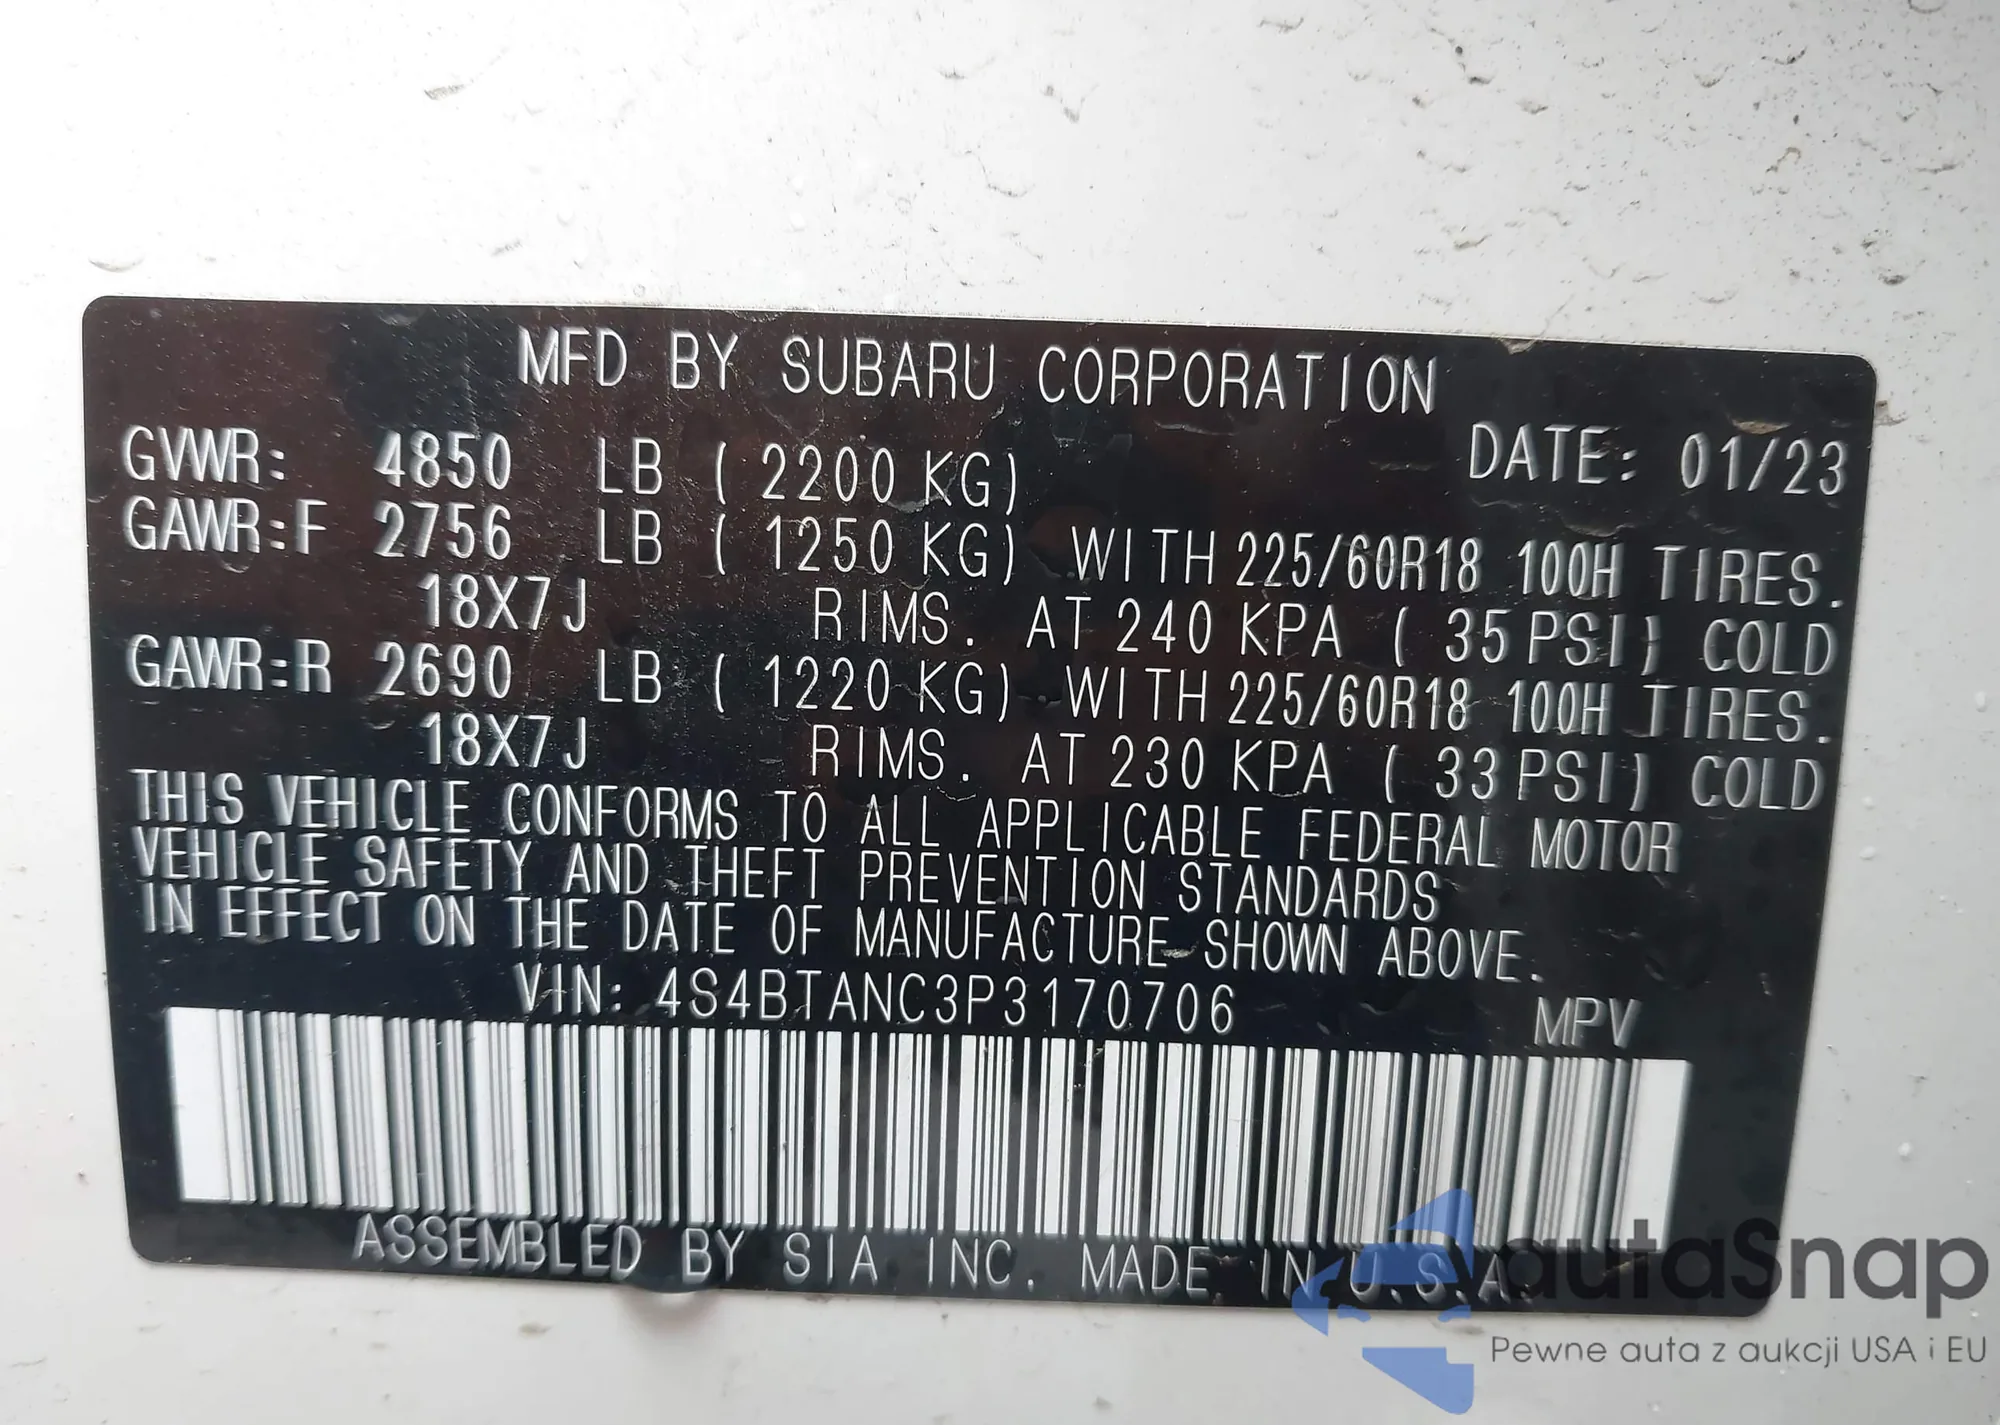 MFD BY SUBARU CORPORATION
GVWR: 4850 LB ( 2200 KG) DATE: 01/23
GAWR:F 2756 LB ( 1250 KG) WITH 225/60R18 100H TIRES.
18X7J RIMS. AT 240 KPA ( 35 PSI) COLD
GAWR:R 2690 LB ( 1220 KG) WITH 225/60R18 100H TIRES.
18X7J RIMS. AT 230 KPA ( 33 PSI) COLD
THIS VEHICLE CONFORMS TO ALL APPLICABLE FEDERAL MOTOR
VEHICLE SAFETY AND THEFT PREVENTION STANDARDS
IN EFFECT ON THE DATE OF MANUFACTURE SHOWN ABOVE.
VIN: 4S4BTANC3P3170706 MPV
ASSEMBLED BY SIA INC. MADE IN U.S.A.
autaSnap
Pewne auta z aukcji USA i EU